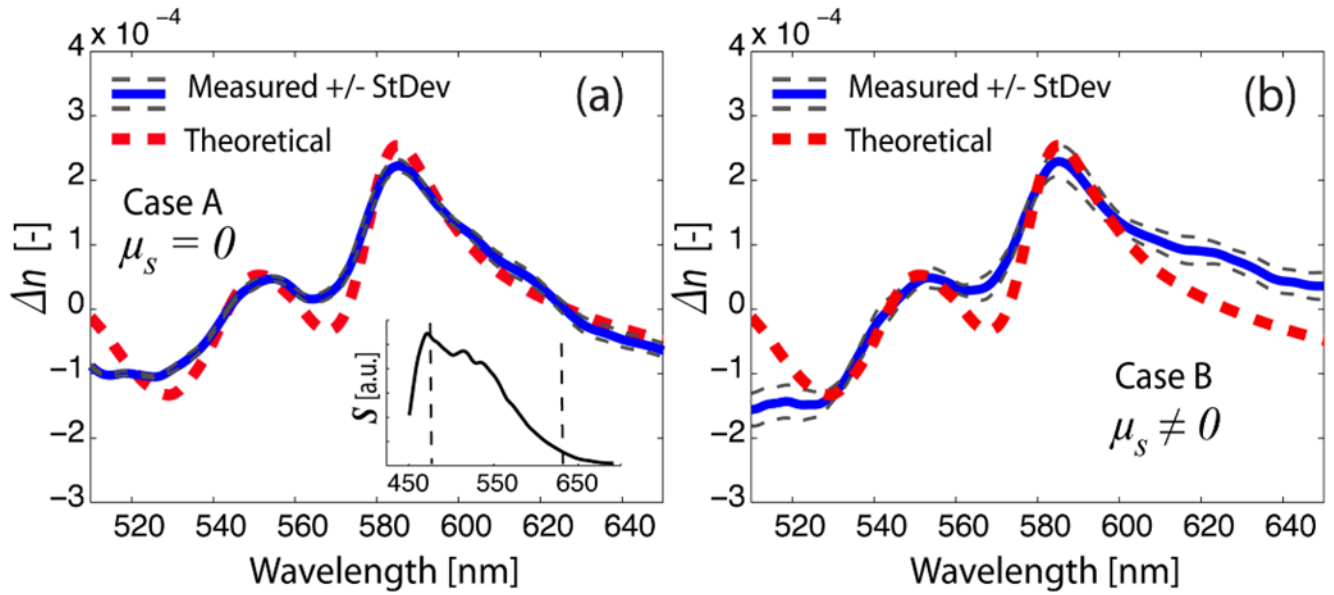 4 x 10⁻⁴
Measured +/- StDev
(a)
3
Theoretical
2
Case A
1
μs = 0
Δn [-]
0
−1
S [a.u.]
−2
450 550 650
−3
520 540 560 580 600 620 640
Wavelength [nm]
4 x 10⁻⁴
Measured +/- StDev
(b)
3
Theoretical
2
1
Δn [-]
0
−1
Case B
μs ≠ 0
−2
−3
520 540 560 580 600 620 640
Wavelength [nm]